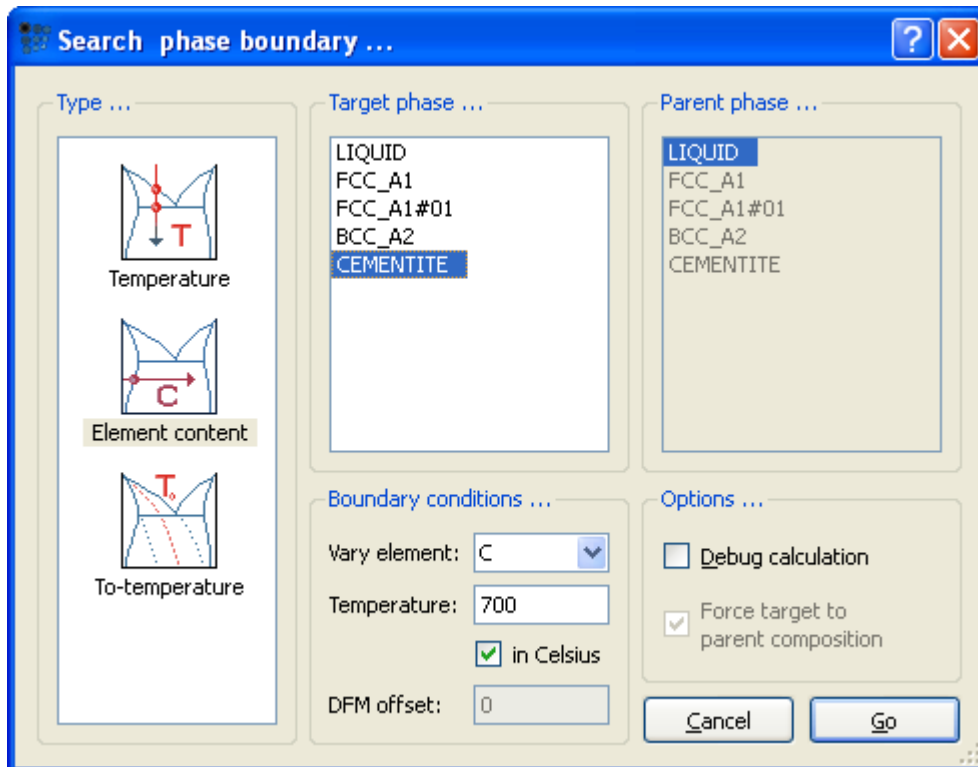 Search phase boundary ...
Type ...
T
Temperature
C
Element content
To
To-temperature
Target phase ...
LIQUID
FCC_A1
FCC_A1#01
BCC_A2
CEMENTITE
Parent phase ...
LIQUID
FCC_A1
FCC_A1#01
BCC_A2
CEMENTITE
Boundary conditions ...
Vary element: C
Temperature: 700
in Celsius
DFM offset: 0
Options ...
Debug calculation
Force target to
parent composition
Cancel
Go